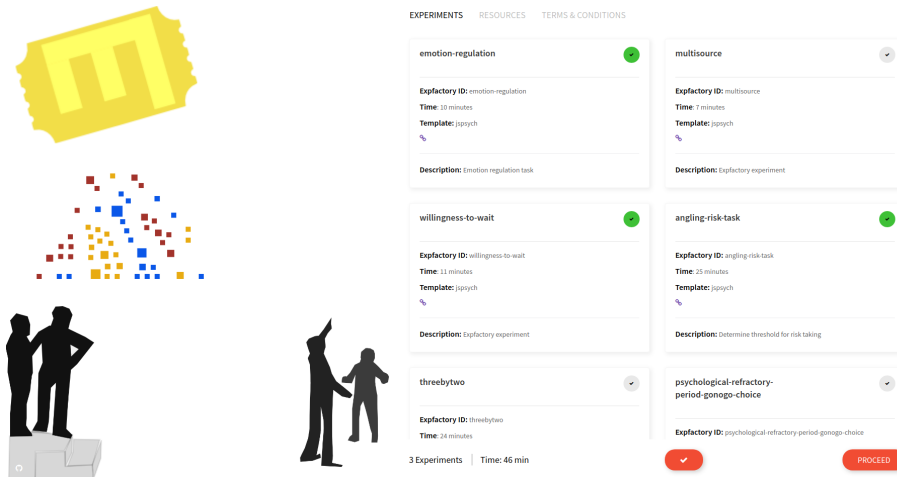 EXPERIMENTS RESOURCES TERMS & CONDITIONS
emotion-regulation
Expfactory ID: emotion-regulation
Time: 10 minutes
Template: jspsych
Description: Emotion regulation task
multisource
Expfactory ID: multisource
Time: 7 minutes
Template: jspsych
Description: Expfactory experiment
willingness-to-wait
Expfactory ID: willingness-to-wait
Time: 11 minutes
Template: jspsych
Description: Expfactory experiment
angling-risk-task
Expfactory ID: angling-risk-task
Time: 25 minutes
Template: jspsych
Description: Determine threshold for risk taking
threebytwo
Expfactory ID: threebytwo
Time: 24 minutes
psychological-refractory-
period-gonogo-choice
Expfactory ID: psychological-refractory-period-gonogo-choice
3 Experiments Time: 46 min
PROCEED